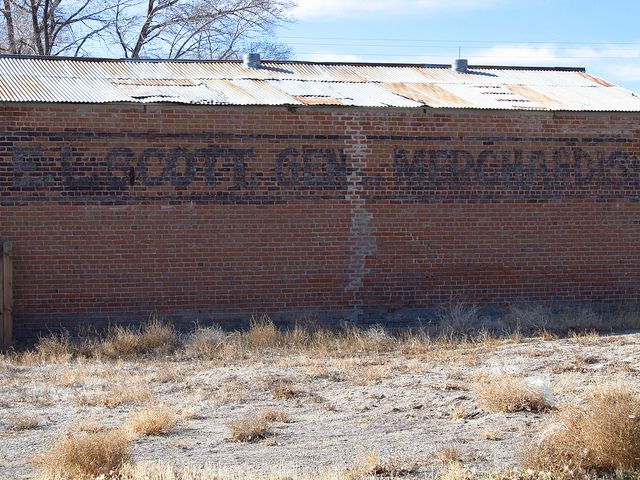 E.L. SCOTT, GEN MERCHANDIS